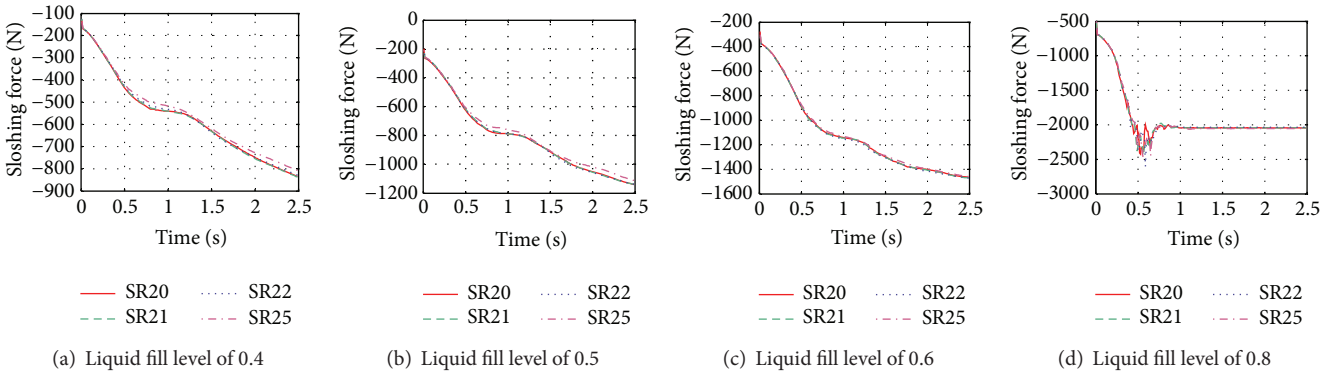 Sloshing force (N)
−100
−200
−300
−400
−500
−600
−700
−800
−900
0 0.5 1 1.5 2 2.5
Time (s)
SR20 SR22
SR21 SR25
(a) Liquid fill level of 0.4
Sloshing force (N)
0
−200
−400
−600
−800
−1000
−1200
0 0.5 1 1.5 2 2.5
Time (s)
SR20 SR22
SR21 SR25
(b) Liquid fill level of 0.5
Sloshing force (N)
−200
−400
−600
−800
−1000
−1200
−1400
−1600
0 0.5 1 1.5 2 2.5
Time (s)
SR20 SR22
SR21 SR25
(c) Liquid fill level of 0.6
Sloshing force (N)
−500
−1000
−1500
−2000
−2500
−3000
0 0.5 1 1.5 2 2.5
Time (s)
SR20 SR22
SR21 SR25
(d) Liquid fill level of 0.8